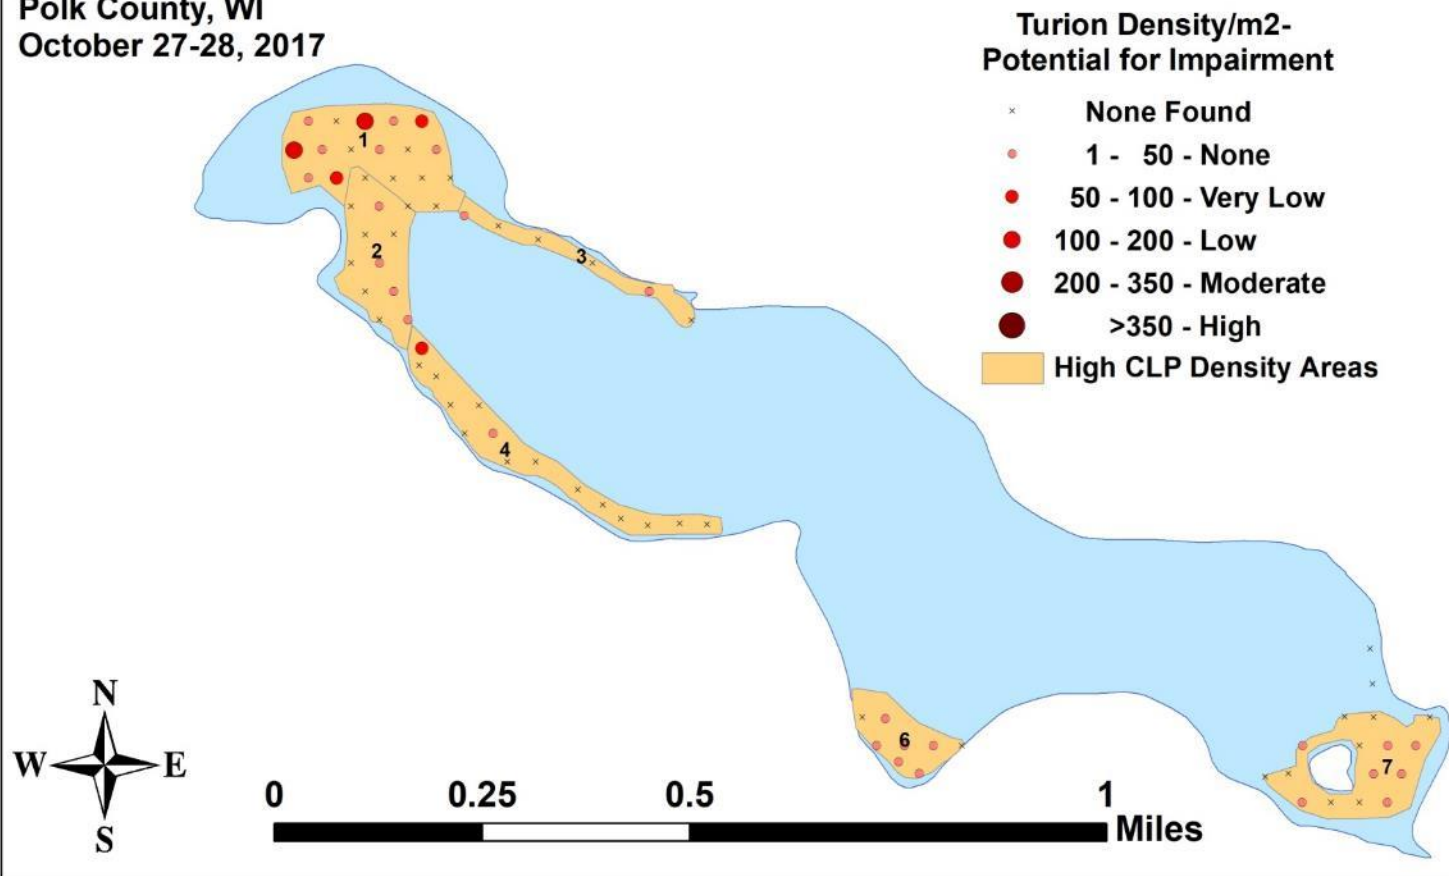 Polk County, WI
October 27-28, 2017
Turion Density/m2-
Potential for Impairment
None Found
1 - 50 - None
50 - 100 - Very Low
100 - 200 - Low
200 - 350 - Moderate
>350 - High
High CLP Density Areas
1
2
3
4
6
7
N
W E
S
0 0.25 0.5 1
Miles